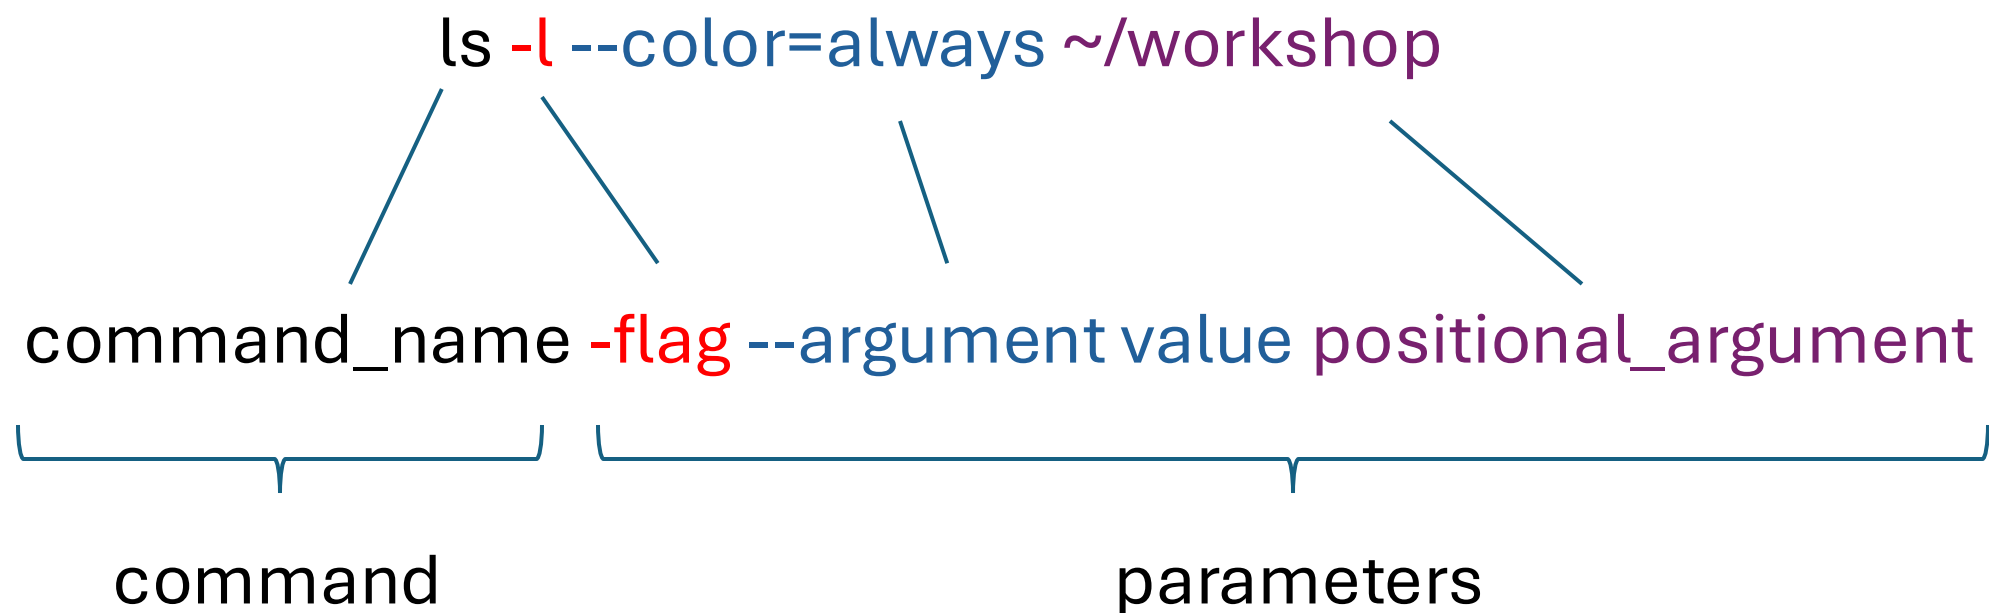 ls -l --color=always ~/workshop
command_name -flag --argument value positional_argument
command parameters